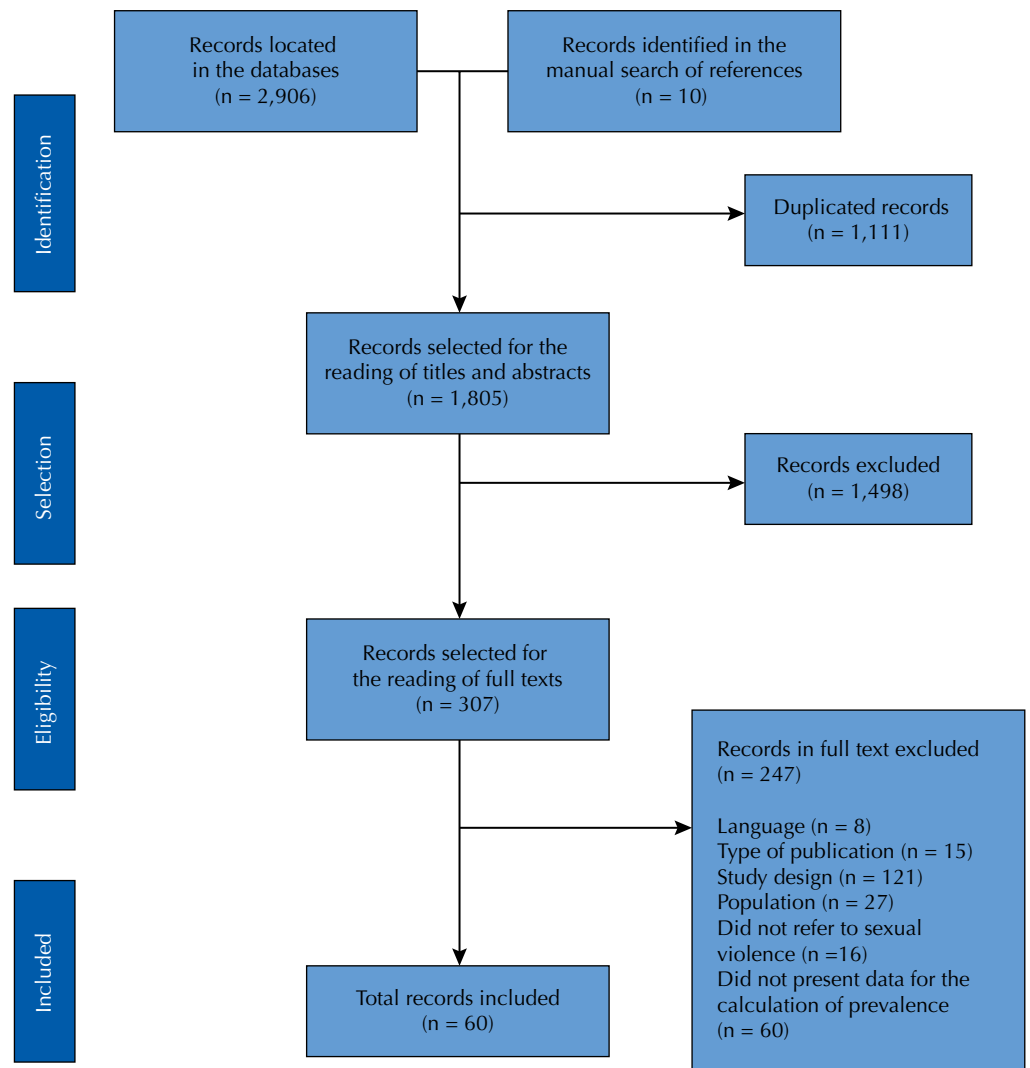 Records located
in the databases
(n = 2,906)
Records identified in the
manual search of references
(n = 10)
Identification
Duplicated records
(n = 1,111)
Records selected for the
reading of titles and abstracts
(n = 1,805)
Selection
Records excluded
(n = 1,498)
Eligibility
Records selected for
the reading of full texts
(n = 307)
Records in full text excluded
(n = 247)
Language (n = 8)
Type of publication (n = 15)
Study design (n = 121)
Population (n = 27)
Did not refer to sexual
violence (n =16)
Did not present data for the
calculation of prevalence
(n = 60)
Included
Total records included
(n = 60)